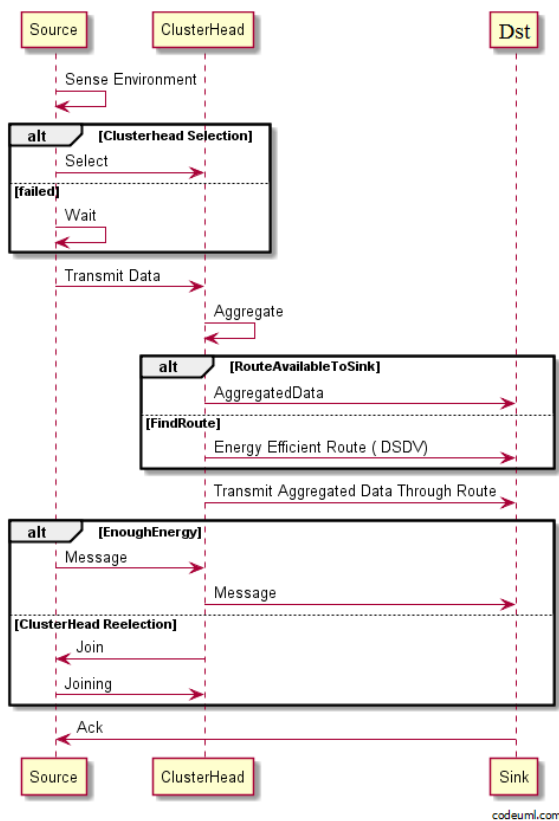 Source
ClusterHead
Dst
Sense Environment
alt
[Clusterhead Selection]
Select
[failed]
Wait
Transmit Data
Aggregate
alt
[RouteAvailableToSink]
AggregatedData
[FindRoute]
Energy Efficient Route ( DSDV)
Transmit Aggregated Data Through Route
alt
[EnoughEnergy]
Message
Message
[ClusterHead Reelection]
Join
Joining
Ack
Source
ClusterHead
Sink
codeuml.com